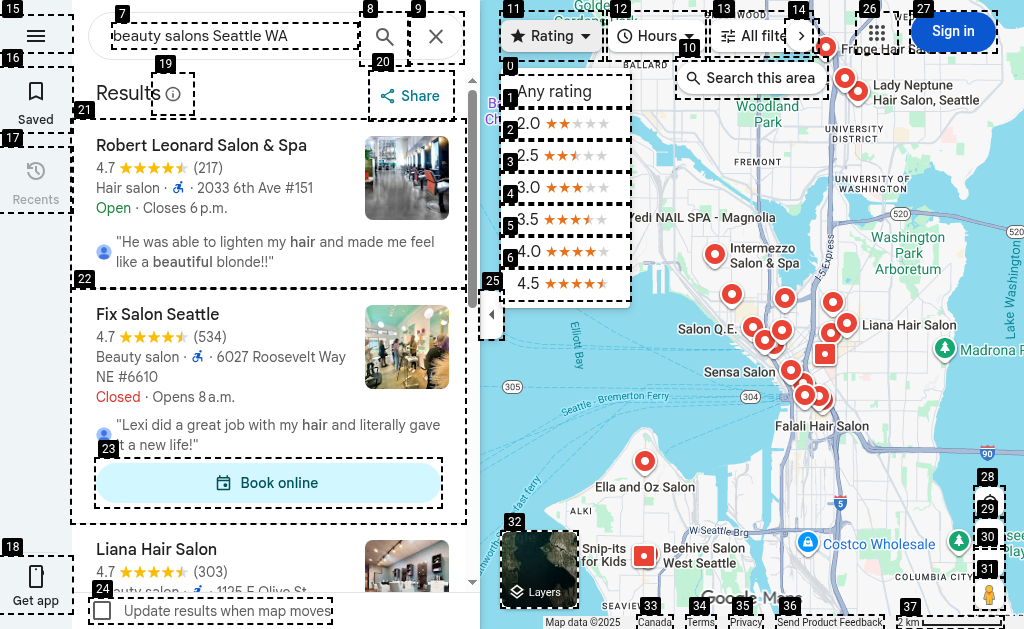 beauty salons Seattle WA
Saved
Recents
Get app
Results
Share
Robert Leonard Salon & Spa
4.7 (217)
Hair salon · · 2033 6th Ave #151
Open · Closes 6 p.m.
"He was able to lighten my hair and made me feel
like a beautiful blonde!!"
Fix Salon Seattle
4.7 (534)
Beauty salon · · 6027 Roosevelt Way
NE #6610
Closed · Opens 8 a.m.
"Lexi did a great job with my hair and literally gave
it a new life!"
Book online
Liana Hair Salon
4.7 (303)
Beauty salon · · 1125 E Olive St
Update results when map moves
Rating
Hours
All filte
Sign in
Search this area
Any rating
2.0
2.5
3.0
3.5
4.0
4.5
BALLARD
Fringe Hair Sa
Lady Neptune
Hair Salon, Seattle
Woodland
Park
UNIVERSITY
DISTRICT
FREMONT
UNIVERSITY OF
WASHINGTON
520
520
Yedi NAIL SPA - Magnolia
Intermezzo
Salon & Spa
I-5 Express
Washington
Park
Arboretum
Lake Washington
Elliott Bay
Salon Q.E.
Liana Hair Salon
Madrona P
Sensa Salon
305
304
Seattle - Bremerton Ferry
Falali Hair Salon
90
Ella and Oz Salon
ALKI
5
W Seattle Brg
Costco Wholesale
Snip-its
for Kids
Beehive Salon
West Seattle
COLUMBIA CITY
SEAVIEW
Layers
Google Maps
Map data ©2025
Canada
Terms
Privacy
Send Product Feedback
2 km
0
1
2
3
4
5
6
7
8
9
10
11
12
13
14
15
16
17
18
19
20
21
22
23
24
25
26
27
28
29
30
31
32
33
34
35
36
37